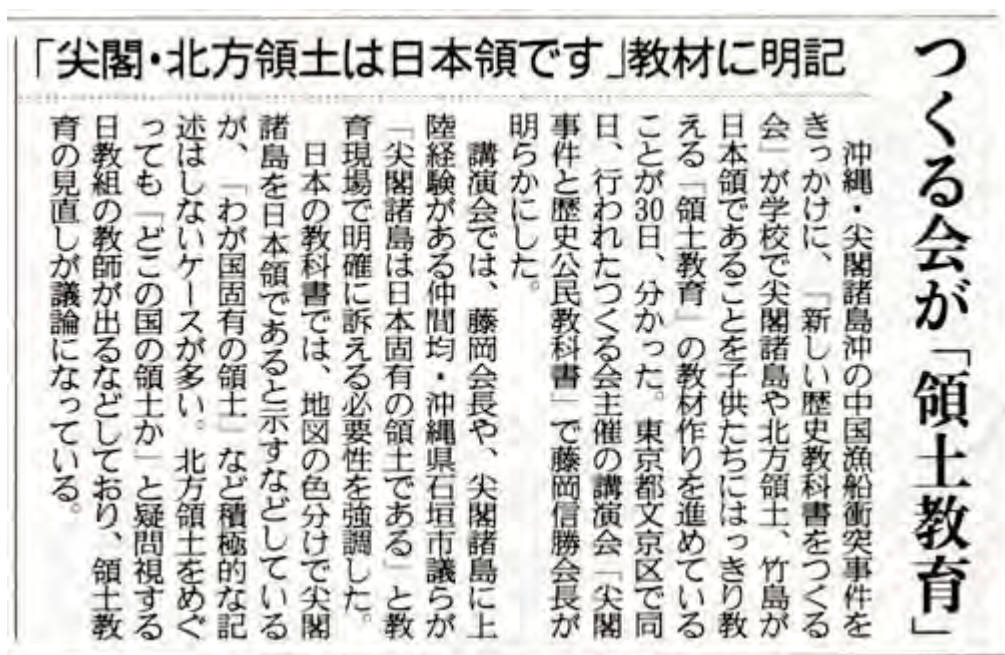 つくる会が「領土教育」
「尖閣・北方領土は日本領です」教材に明記
沖縄・尖閣諸島沖の中国漁船衝突事件を
きっかけに、「新しい歴史教科書をつくる
会」が学校で尖閣諸島や北方領土、竹島が
日本領であることを子供たちにはっきり教
える「領土教育」の教材作りを進めている
ことが30日、分かった。東京都文京区で同
日、行われたつくる会主催の講演会「尖閣
事件と歴史公民教科書」で藤岡信勝会長が
明らかにした。
講演会では、藤岡会長や、尖閣諸島に上
陸経験がある仲間均・沖縄県石垣市議らが
「尖閣諸島は日本固有の領土である」と教
育現場で明確に訴える必要性を強調した。
日本の教科書では、地図の色分けで尖閣
諸島を日本領であると示すなどしている
が、「わが国固有の領土」など積極的な記
述はしないケースが多い。北方領土をめぐ
っても「どこの国の領土か」と疑問視する
日教組の教師が出るなどしており、領土教
育の見直しが議論になっている。